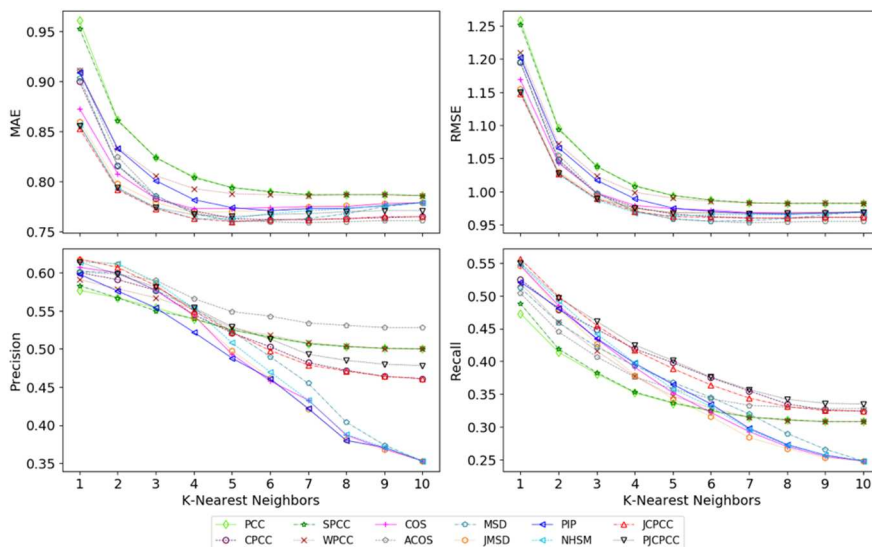 0.95
0.90
0.85
0.80
0.75
MAE
1.25
1.20
1.15
1.10
1.05
1.00
0.95
RMSE
0.60
0.55
0.50
0.45
0.40
0.35
Precision
1 2 3 4 5 6 7 8 9 10
K-Nearest Neighbors
0.55
0.50
0.45
0.40
0.35
0.30
0.25
Recall
1 2 3 4 5 6 7 8 9 10
K-Nearest Neighbors
PCC SPCC COS MSD PIP JCPCC
CPCC WPCC ACOS JMSD NHSM PJCPCC